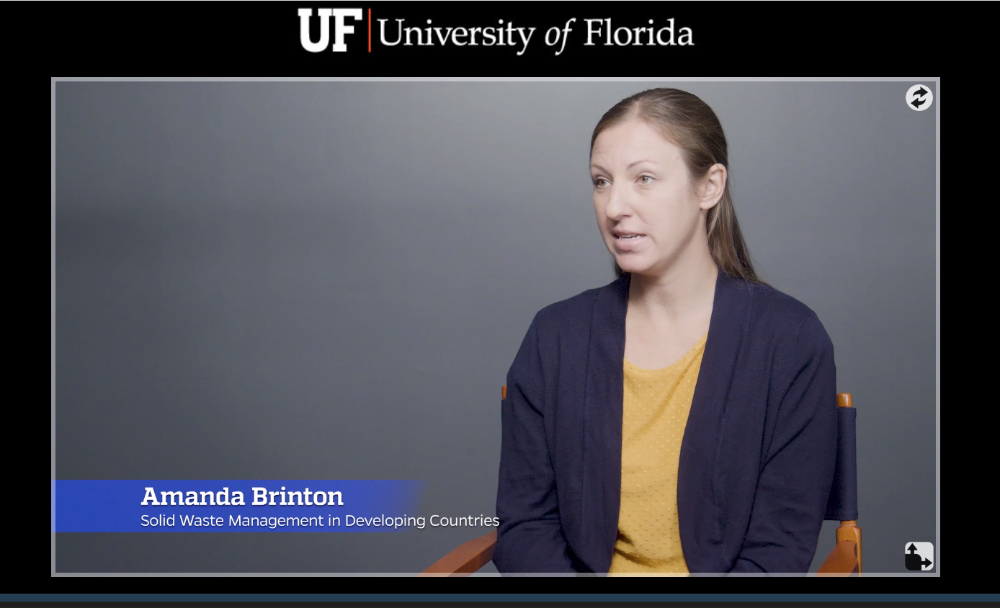 UF | University of Florida
Amanda Brinton
Solid Waste Management in Developing Countries